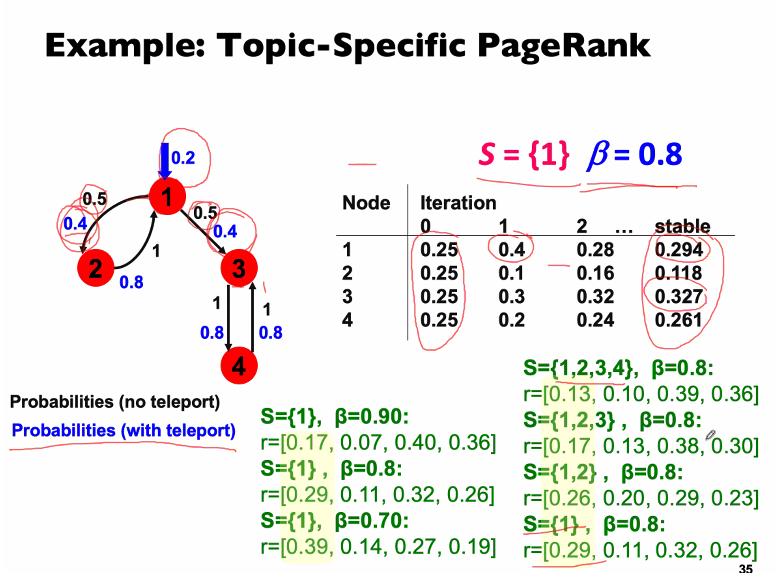 Example: Topic-Specific PageRank
0.2
S = {1} β = 0.8
1
0.5
0.5
0.4
0.4
1
2
0.8
3
1
1
0.8
0.8
4
Node Iteration
0 1 2 … stable
1 0.25 0.4 0.28 0.294
2 0.25 0.1 0.16 0.118
3 0.25 0.3 0.32 0.327
4 0.25 0.2 0.24 0.261
Probabilities (no teleport)
Probabilities (with teleport)
S={1}, β=0.90:
r=[0.17, 0.07, 0.40, 0.36]
S={1} , β=0.8:
r=[0.29, 0.11, 0.32, 0.26]
S={1}, β=0.70:
r=[0.39, 0.14, 0.27, 0.19]
S={1,2,3,4}, β=0.8:
r=[0.13, 0.10, 0.39, 0.36]
S={1,2,3} , β=0.8:
r=[0.17, 0.13, 0.38, 0.30]
S={1,2} , β=0.8:
r=[0.26, 0.20, 0.29, 0.23]
S={1} , β=0.8:
r=[0.29, 0.11, 0.32, 0.26]
35